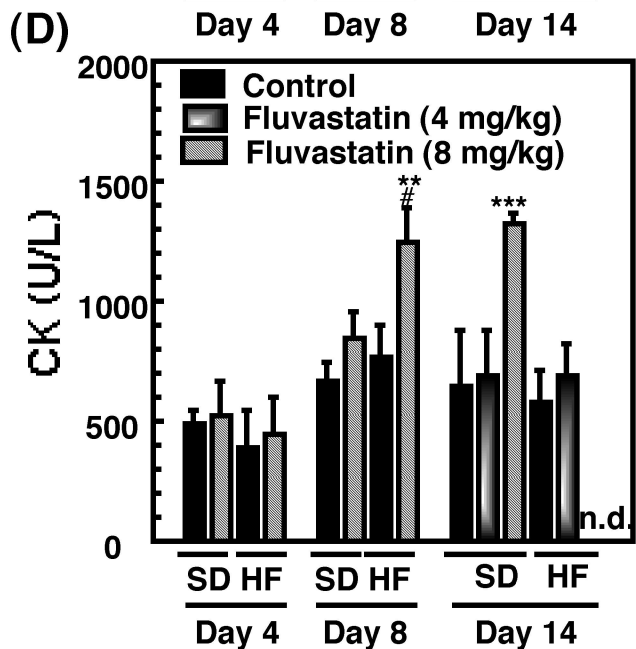 (D) Day 4 Day 8 Day 14
2000
Control
Fluvastatin (4 mg/kg)
Fluvastatin (8 mg/kg)
1500
**
#
***
1000
CK (U/L)
500
n.d.
0
SD HF SD HF SD HF
Day 4 Day 8 Day 14